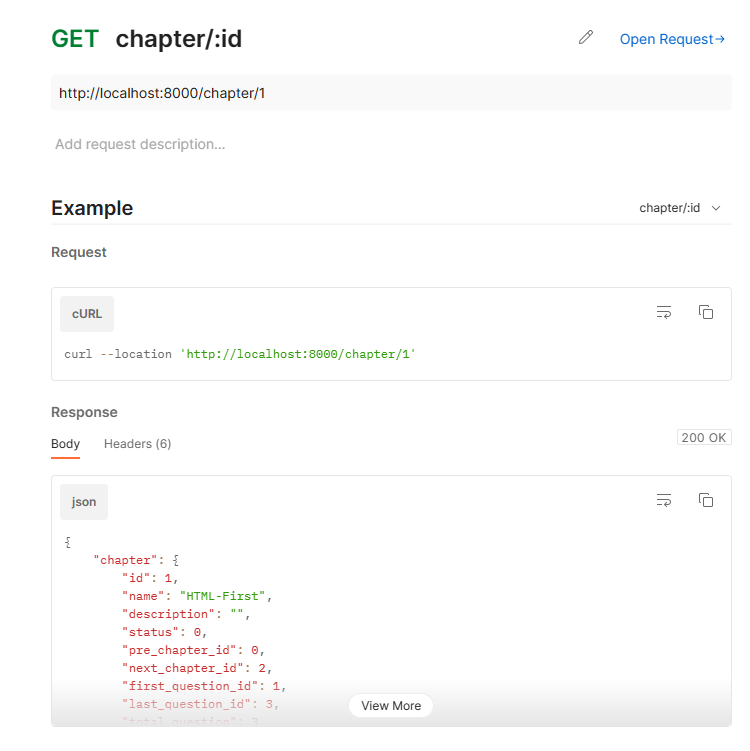 GET chapter/:id
Open Request→
http://localhost:8000/chapter/1
Add request description...
Example
chapter/:id
Request
cURL
curl --location 'http://localhost:8000/chapter/1'
Response
Body Headers (6)
200 OK
json
{
    "chapter": {
        "id": 1,
        "name": "HTML-First",
        "description": "",
        "status": 0,
        "pre_chapter_id": 0,
        "next_chapter_id": 2,
        "first_question_id": 1,
        "last_question_id": 3,
        "total_question": 3
View More